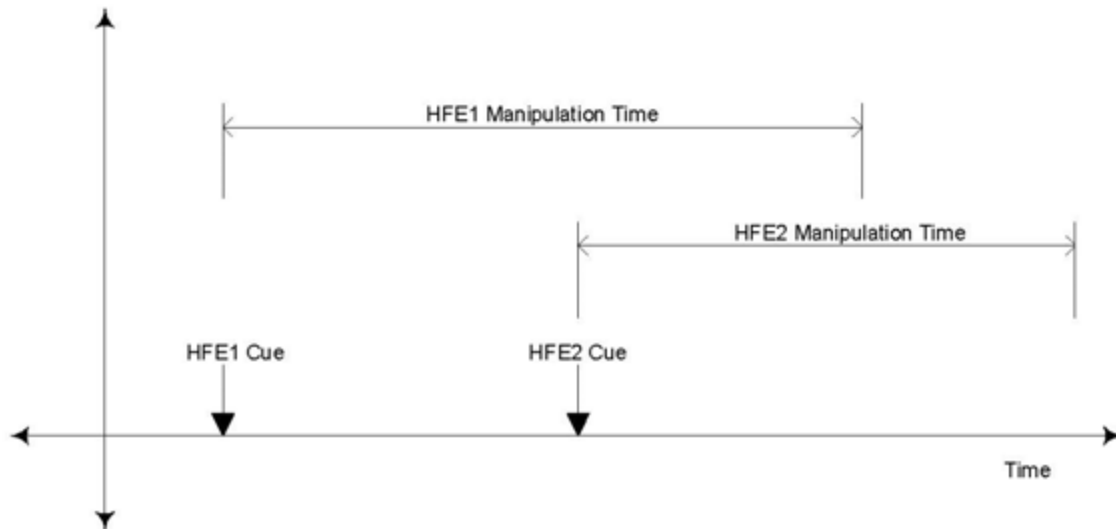 HFE1 Manipulation Time
HFE2 Manipulation Time
HFE1 Cue
HFE2 Cue
Time